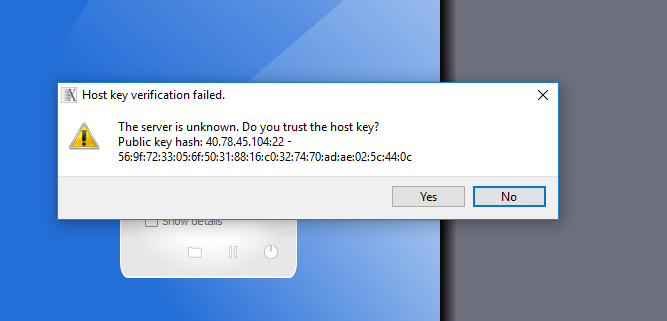 Host key verification failed.
The server is unknown. Do you trust the host key?
Public key hash: 40.78.45.104:22 -
56:9f:72:33:05:6f:50:31:88:16:c0:32:74:70:ad:ae:02:5c:44:0c
Yes
No
Show details